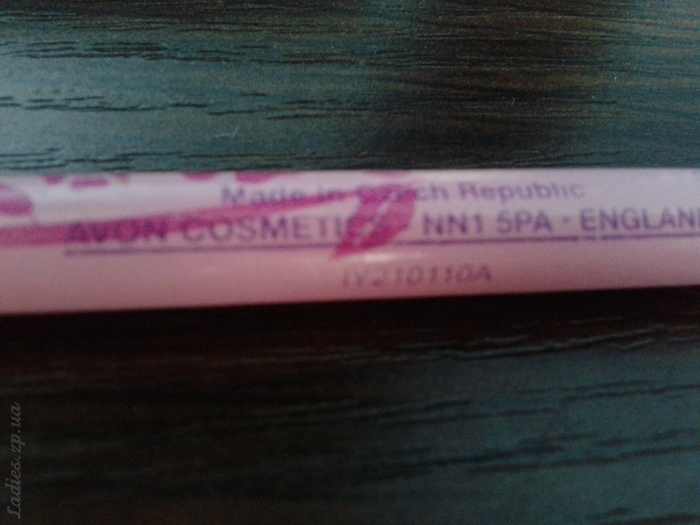 Made in Czech Republic
AVON COSMETICS - NN1 5PA - ENGLAND
IY210110A
Ladies.zp.ua